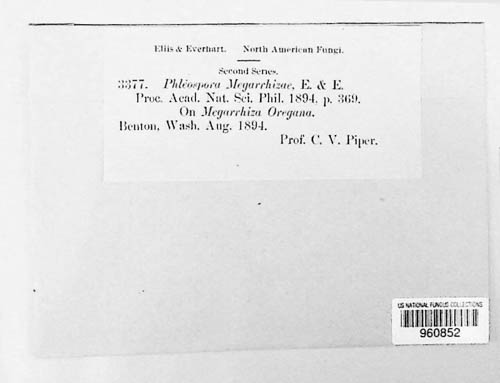 Ellis & Everhart. North American Fungi.
Second Series.
3377. Phleospora Megarrhizae, E. & E.
Proc. Acad. Nat. Sci. Phil. 1894, p. 369.
On Megarrhiza Oregana.
Benton, Wash. Aug. 1894.
Prof. C. V. Piper.
US NATIONAL FUNGUS COLLECTIONS
960852